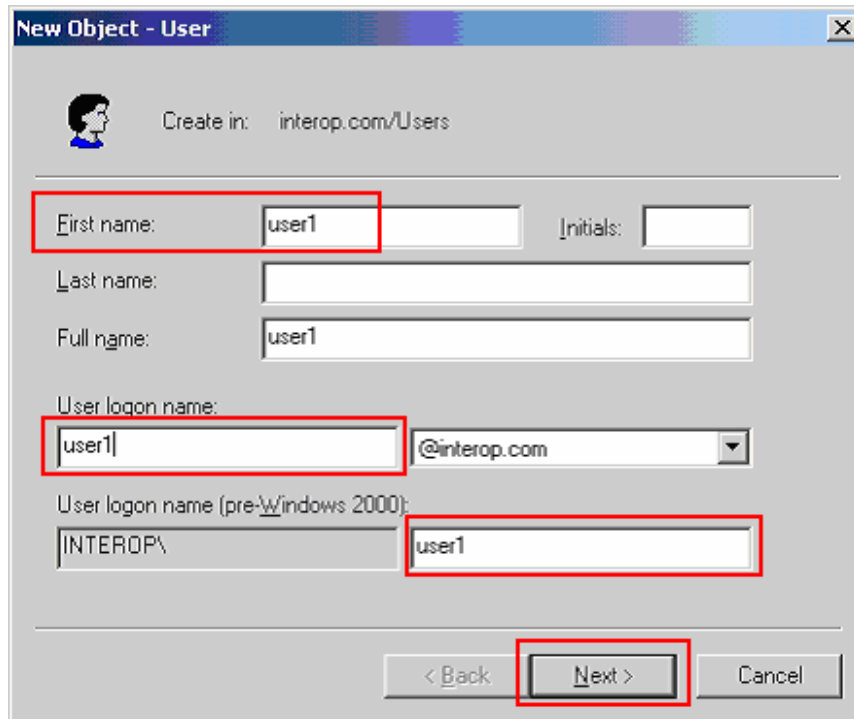 New Object - User
Create in: interop.com/Users
First name: user1 Initials:
Last name:
Full name: user1
User logon name:
user1 @interop.com
User logon name (pre-Windows 2000):
INTEROP\ user1
< Back Next > Cancel